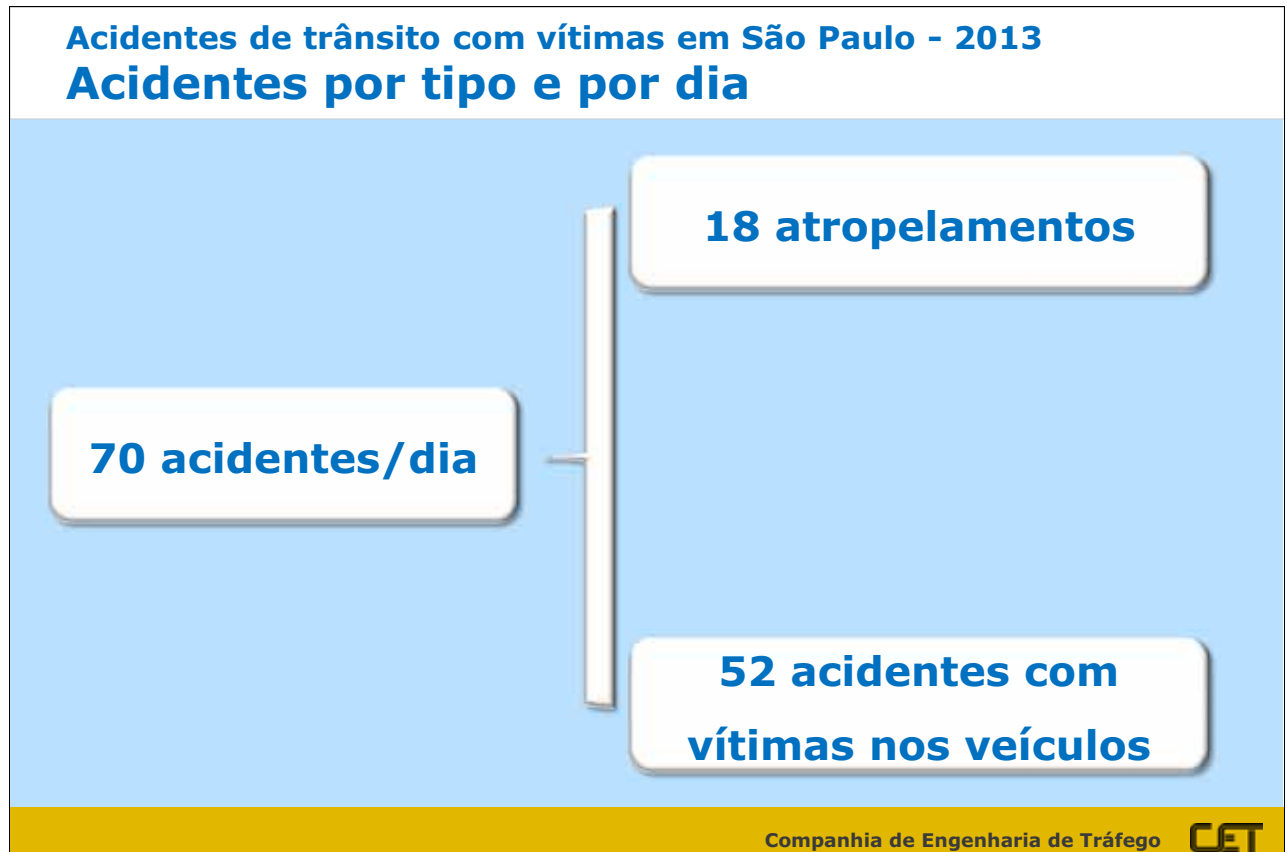 Acidentes de trânsito com vítimas em São Paulo - 2013
Acidentes por tipo e por dia
18 atropelamentos
70 acidentes/dia
52 acidentes com
vítimas nos veículos
Companhia de Engenharia de Tráfego
CET